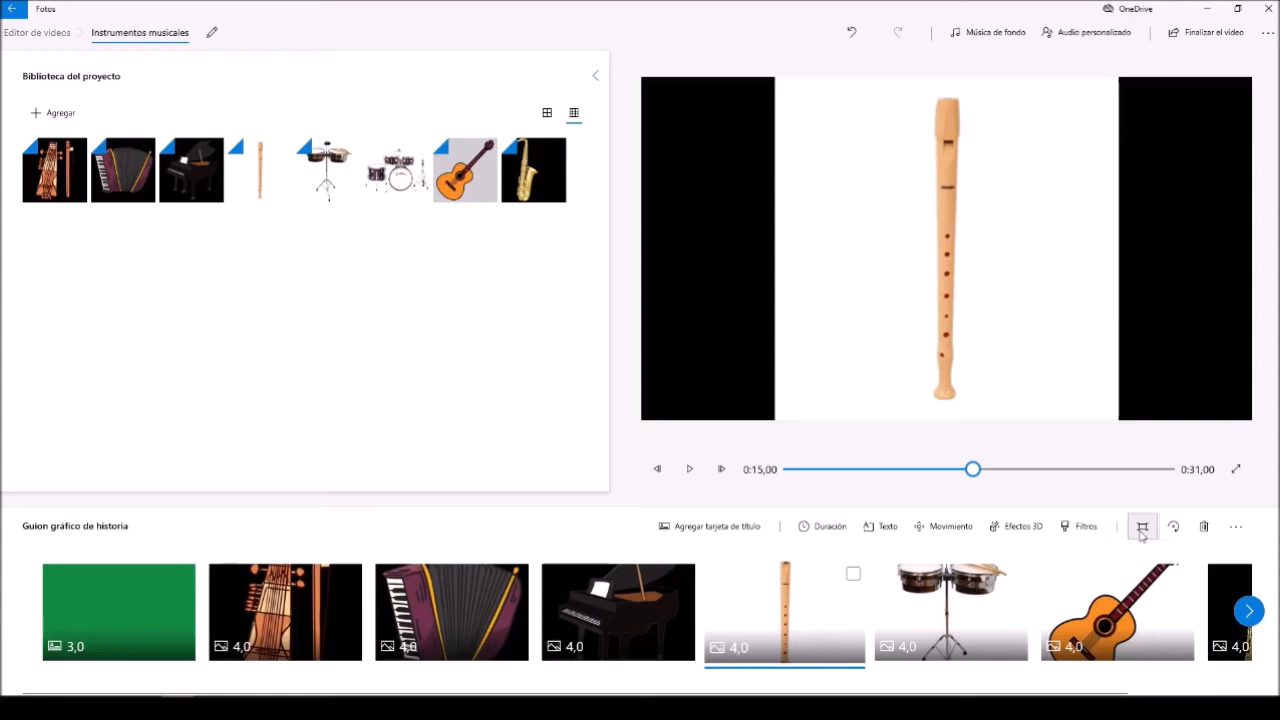 Fotos
OneDrive
Editor de videos
Instrumentos musicales
Música de fondo
Audio personalizado
Finalizar el video
Biblioteca del proyecto
Agregar
0:15,00
0:31,00
Guion gráfico de historia
Agregar tarjeta de título
Duración
Texto
Movimiento
Efectos 3D
Filtros
3,0
4,0
4,0
4,0
4,0
4,0
4,0
4,0